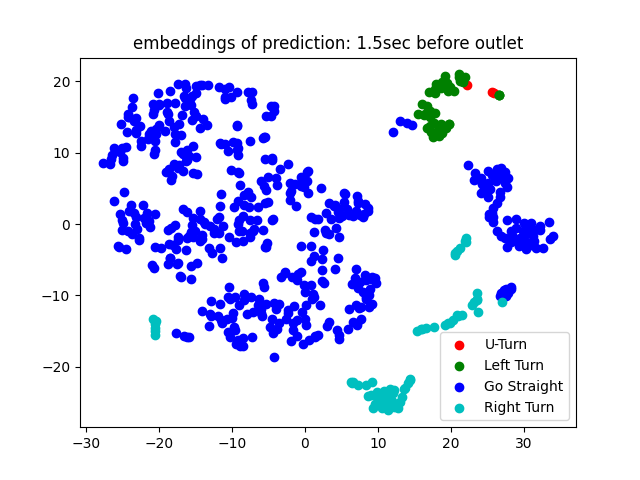 embeddings of prediction: 1.5sec before outlet
20
10
0
−10
−20
−30
−20
−10
0
10
20
30
U-Turn
Left Turn
Go Straight
Right Turn